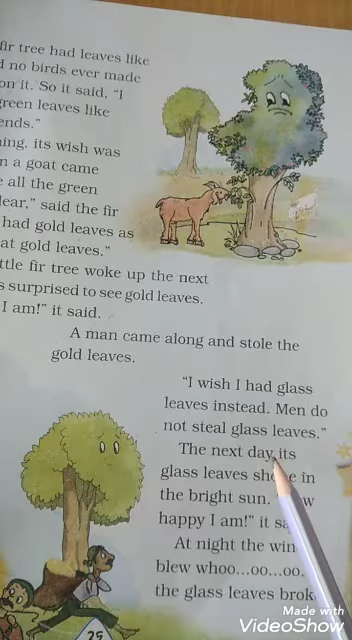 fir tree had leaves like
no birds ever made
on it. So it said, "I
green leaves like
ends."
ing, its wish was
n a goat came
all the green
lear," said the fir
had gold leaves as
at gold leaves."
ttle fir tree woke up the next
s surprised to see gold leaves.
I am!" it said.
A man came along and stole the
gold leaves.
"I wish I had glass
leaves instead. Men do
not steal glass leaves."
The next day, its
glass leaves sh e in
the bright sun. w
happy I am!" it sa
At night the win
blew whoo...oo...oo.
the glass leaves brok
25
Made with
VideoShow